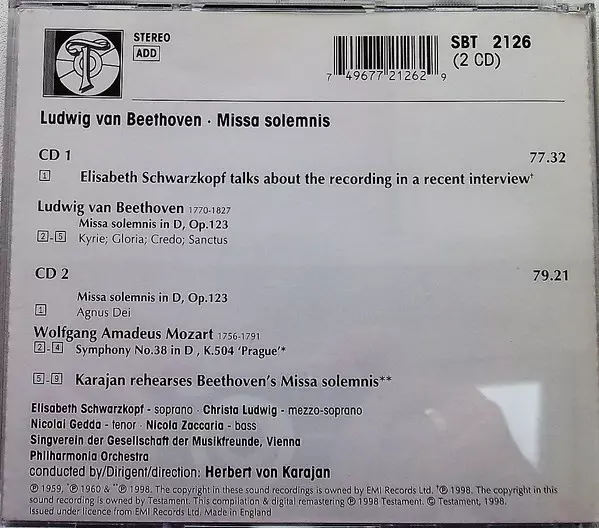 T
STEREO
ADD
SBT 2126
(2 CD)
7 49677 21262 9
Ludwig van Beethoven · Missa solemnis
CD 1 77.32
1 Elisabeth Schwarzkopf talks about the recording in a recent interview†
Ludwig van Beethoven 1770-1827
Missa solemnis in D, Op.123
2-5 Kyrie; Gloria; Credo; Sanctus
CD 2 79.21
Missa solemnis in D, Op.123
1 Agnus Dei
Wolfgang Amadeus Mozart 1756-1791
2-4 Symphony No.38 in D , K.504 'Prague'*
5-9 Karajan rehearses Beethoven's Missa solemnis**
Elisabeth Schwarzkopf - soprano · Christa Ludwig - mezzo-soprano
Nicolai Gedda - tenor · Nicola Zaccaria - bass
Singverein der Gesellschaft der Musikfreunde, Vienna
Philharmonia Orchestra
conducted by/Dirigent/direction: Herbert von Karajan
℗ 1959, *℗ 1960 & **℗ 1998. The copyright in these sound recordings is owned by EMI Records Ltd. †℗ 1998. The copyright in this
sound recording is owned by Testament. This compilation & digital remastering ℗ 1998 Testament. © Testament, 1998.
Issued under licence from EMI Records Ltd. Made in England